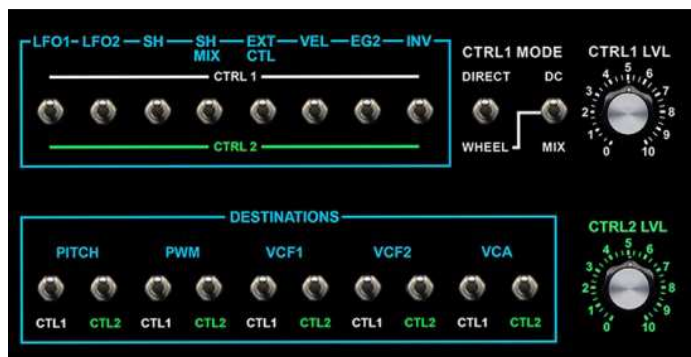 LFO1 LFO2 SH SH MIX EXT CTL VEL EG2 INV
CTRL 1
CTRL 2
CTRL1 MODE
DIRECT DC
WHEEL MIX
CTRL1 LVL
0 1 2 3 4 5 6 7 8 9 10
DESTINATIONS
PITCH PWM VCF1 VCF2 VCA
CTL1 CTL2 CTL1 CTL2 CTL1 CTL2 CTL1 CTL2 CTL1 CTL2
CTRL2 LVL
0 1 2 3 4 5 6 7 8 9 10